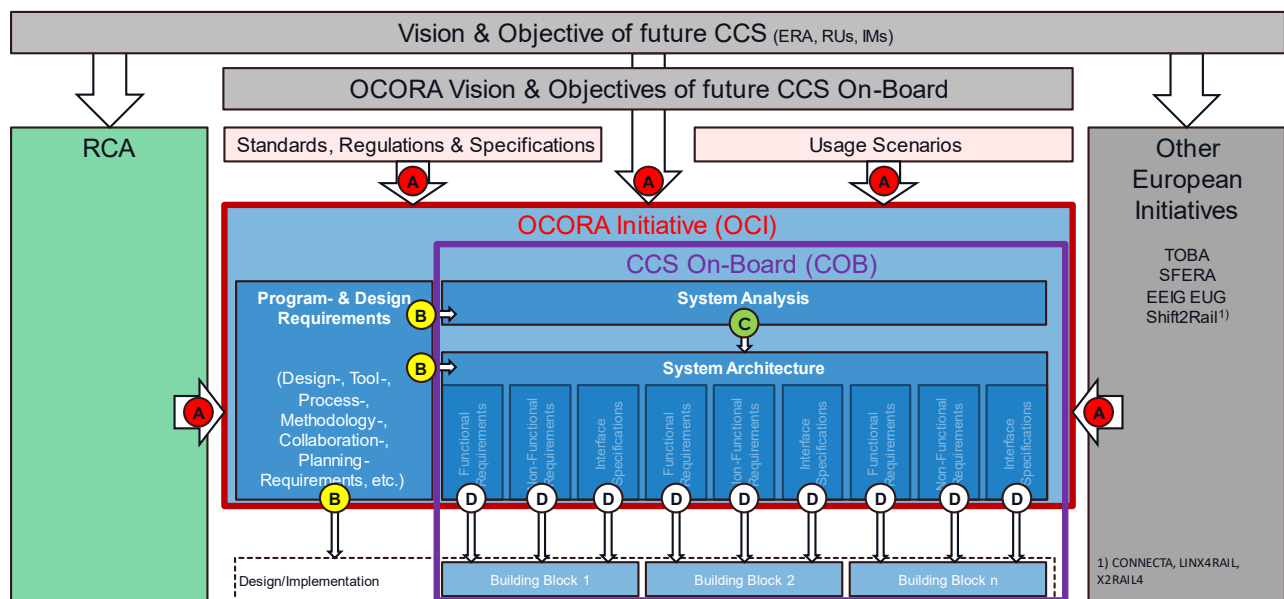 Vision & Objective of future CCS (ERA, RUs, IMs)
OCORA Vision & Objectives of future CCS On-Board
RCA
Standards, Regulations & Specifications
Usage Scenarios
Other
European
Initiatives
TOBA
SFERA
EEIG EUG
Shift2Rail1)
A
A
A
OCORA Initiative (OCI)
CCS On-Board (COB)
Program- & Design
Requirements
B
System Analysis
C
B
System Architecture
(Design-, Tool-,
Process-,
Methodology-,
Collaboration-,
Planning-
Requirements, etc.)
A
A
Functional
Requirements
Non-Functional
Requirements
Interface
Specifications
Functional
Requirements
Non-Functional
Requirements
Interface
Specifications
Functional
Requirements
Non-Functional
Requirements
Interface
Specifications
B
D
D
D
D
D
D
D
D
D
Design/Implementation
Building Block 1
Building Block 2
Building Block n
1) CONNECTA, LINX4RAIL,
X2RAIL4